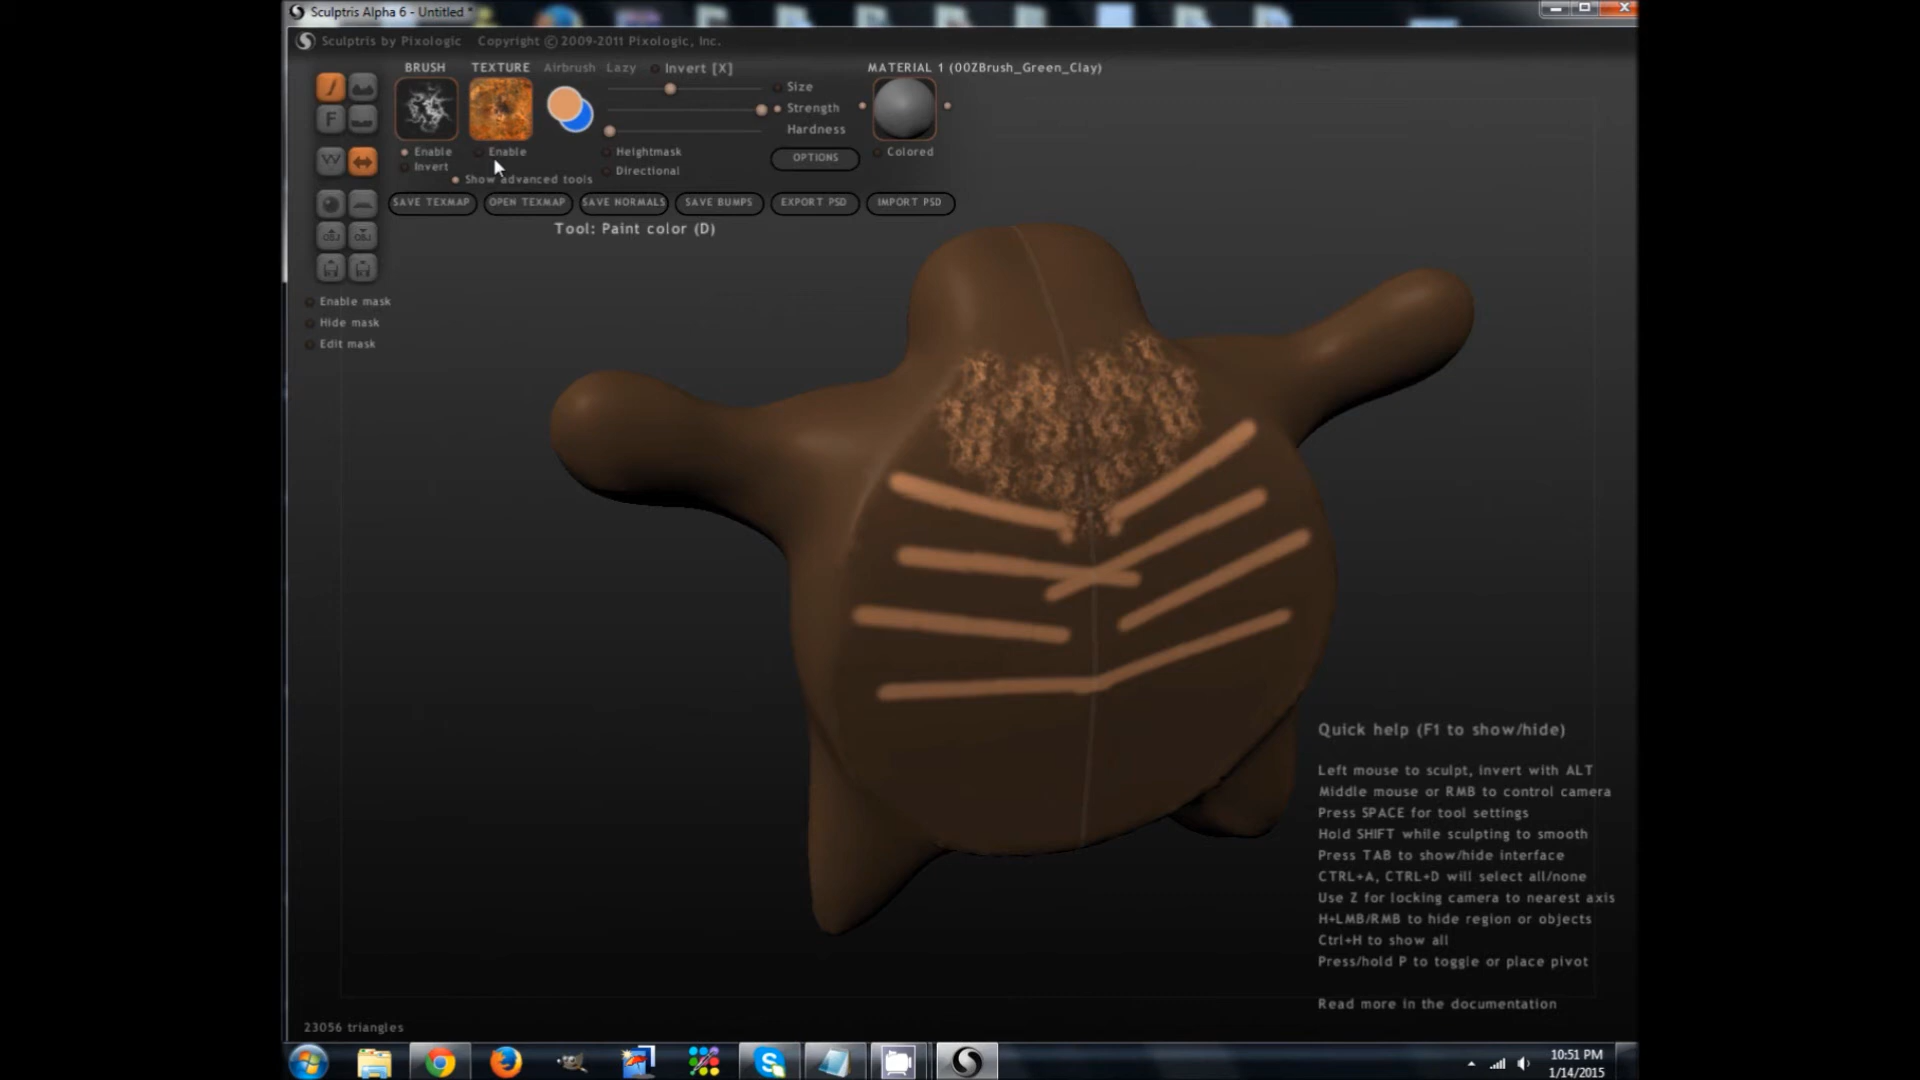 Sculptris Alpha 6 - Untitled *
Sculptris by Pixologic Copyright © 2009-2011 Pixologic, Inc.
BRUSH TEXTURE Airbrush Lazy Invert [X]
MATERIAL 1 (00ZBrush_Green_Clay)
Size
Strength
Hardness
F
W
Enable Enable Heightmask OPTIONS Colored
Invert Directional
Show advanced tools
SAVE TEXMAP OPEN TEXMAP SAVE NORMALS SAVE BUMPS EXPORT PSD IMPORT PSD
OBJ OBJ
Tool: Paint color (D)
Enable mask
Hide mask
Edit mask
Quick help (F1 to show/hide)
Left mouse to sculpt, invert with ALT
Middle mouse or RMB to control camera
Press SPACE for tool settings
Hold SHIFT while sculpting to smooth
Press TAB to show/hide interface
CTRL+A, CTRL+D will select all/none
Use Z for locking camera to nearest axis
H+LMB/RMB to hide region or objects
Ctrl+H to show all
Press/hold P to toggle or place pivot
Read more in the documentation
23056 triangles
10:51 PM
1/14/2015